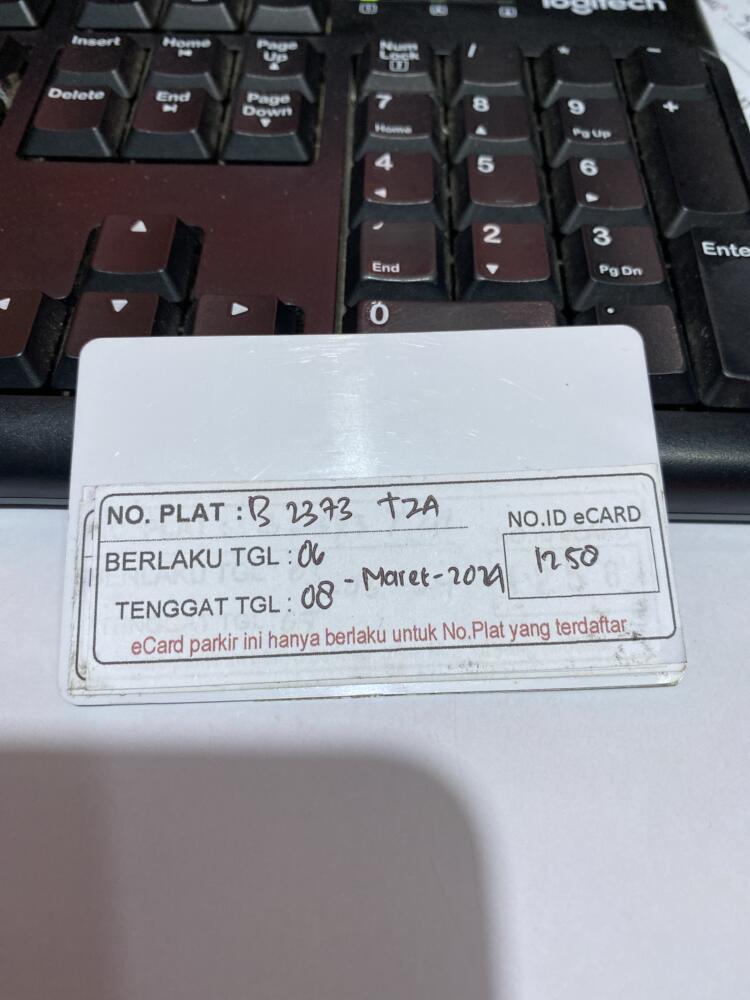 logitech
Insert Home Page Up Num Lock / * -
Delete End Page Down 7 Home 8 9 Pg Up +
4 5 6
End 2 3 Pg Dn Ente
0 .
NO. PLAT : B 2373 TZA
NO.ID eCARD
BERLAKU TGL : 06
1250
- Maret - 2024
TENGGAT TGL : 08
eCard parkir ini hanya berlaku untuk No.Plat yang terdaftar